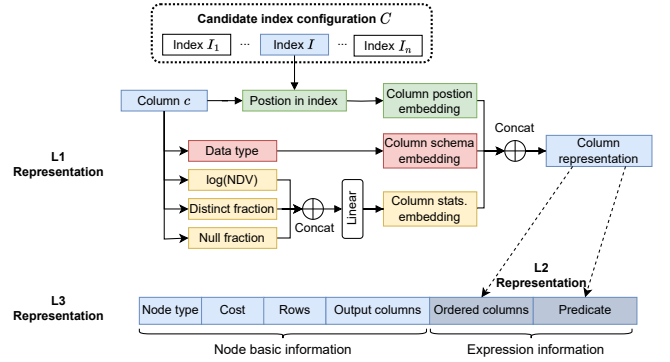 Candidate index configuration C
Index I1 ... Index I ... Index In
Column c
Postion in index
Column postion
embedding
Concat
L1
Representation
Data type
Column schema
embedding
Column
representation
log(NDV)
Distinct fraction
Null fraction
Concat
Linear
Column stats.
embedding
L2
Representation
L3
Representation
Node type
Cost
Rows
Output columns
Ordered columns
Predicate
Node basic information
Expression information